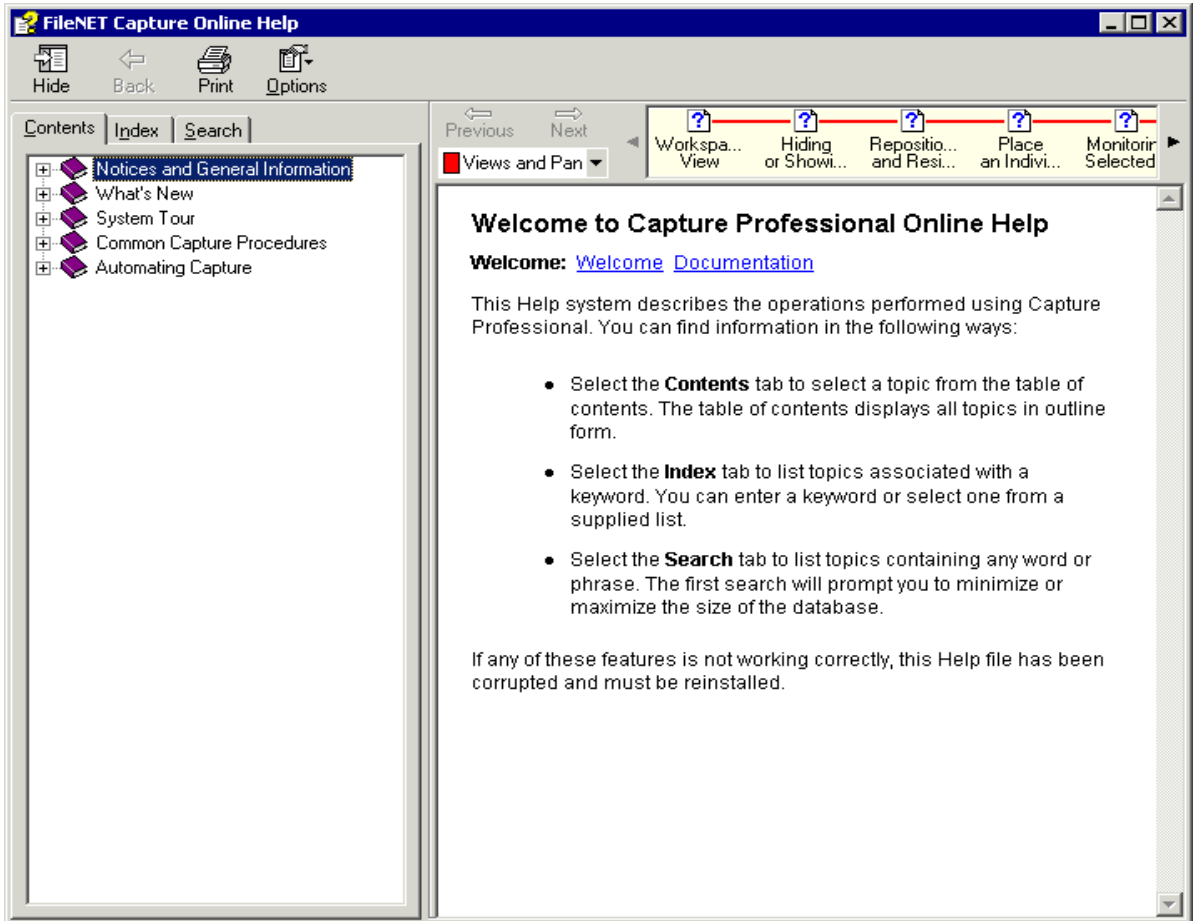 FileNET Capture Online Help
Hide Back Print Options
Contents Index Search
Notices and General Information
What's New
System Tour
Common Capture Procedures
Automating Capture
Previous Next
Views and Pan
Workspa... View
Hiding or Showi...
Repositio... and Resi...
Place an Indivi...
Monitorin Selected
Welcome to Capture Professional Online Help
Welcome: Welcome Documentation
This Help system describes the operations performed using Capture
Professional. You can find information in the following ways:
• Select the Contents tab to select a topic from the table of
contents. The table of contents displays all topics in outline
form.
• Select the Index tab to list topics associated with a
keyword. You can enter a keyword or select one from a
supplied list.
• Select the Search tab to list topics containing any word or
phrase. The first search will prompt you to minimize or
maximize the size of the database.
If any of these features is not working correctly, this Help file has been
corrupted and must be reinstalled.